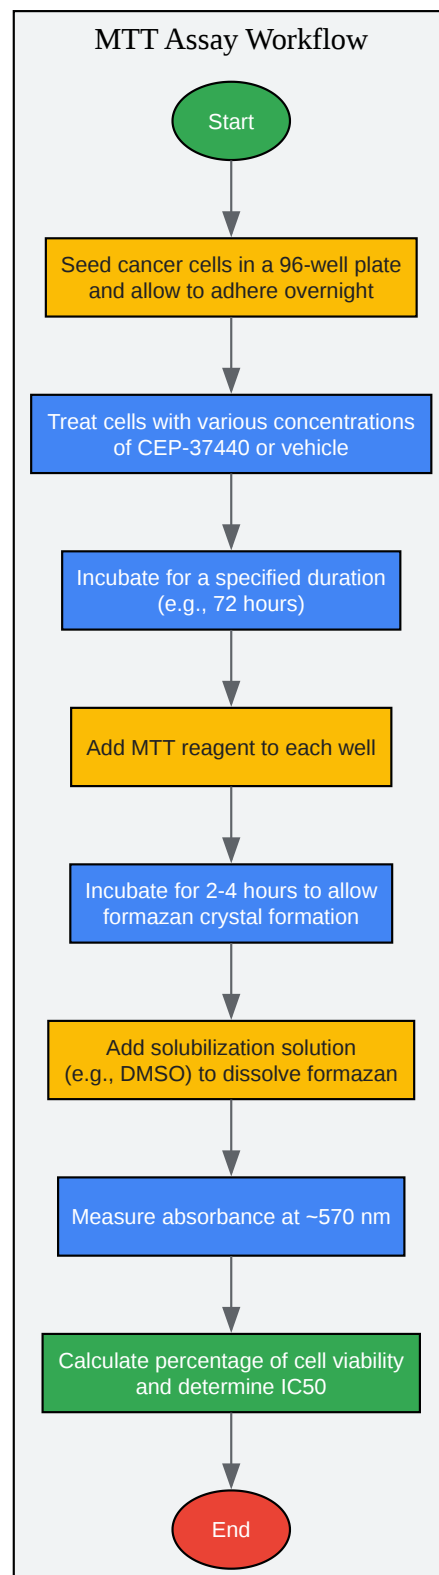 MTT Assay Workflow
Start
Seed cancer cells in a 96-well plate
and allow to adhere overnight
Treat cells with various concentrations
of CEP-37440 or vehicle
Incubate for a specified duration
(e.g., 72 hours)
Add MTT reagent to each well
Incubate for 2-4 hours to allow
formazan crystal formation
Add solubilization solution
(e.g., DMSO) to dissolve formazan
Measure absorbance at ~570 nm
Calculate percentage of cell viability
and determine IC50
End